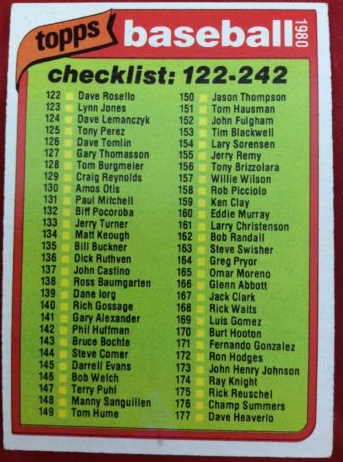 topps baseball 1980
checklist: 122-242
122 Dave Rosello
123 Lynn Jones
124 Dave Lemanczyk
125 Tony Perez
126 Dave Tomlin
127 Gary Thomasson
128 Tom Burgmeier
129 Craig Reynolds
130 Amos Otis
131 Paul Mitchell
132 Biff Pocoroba
133 Jerry Turner
134 Matt Keough
135 Bill Buckner
136 Dick Ruthven
137 John Castino
138 Ross Baumgarten
139 Dane Iorg
140 Rich Gossage
141 Gary Alexander
142 Phil Huffman
143 Bruce Bochte
144 Steve Comer
145 Darrell Evans
146 Bob Welch
147 Terry Puhl
148 Manny Sanguillen
149 Tom Hume
150 Jason Thompson
151 Tom Hausman
152 John Fulgham
153 Tim Blackwell
154 Lary Sorensen
155 Jerry Remy
156 Tony Brizzolara
157 Willie Wilson
158 Rob Picciolo
159 Ken Clay
160 Eddie Murray
161 Larry Christenson
162 Bob Randall
163 Steve Swisher
164 Greg Pryor
165 Omar Moreno
166 Glenn Abbott
167 Jack Clark
168 Rick Waits
169 Luis Gomez
170 Burt Hooton
171 Fernando Gonzalez
172 Ron Hodges
173 John Henry Johnson
174 Ray Knight
175 Rick Reuschel
176 Champ Summers
177 Dave Heaverlo